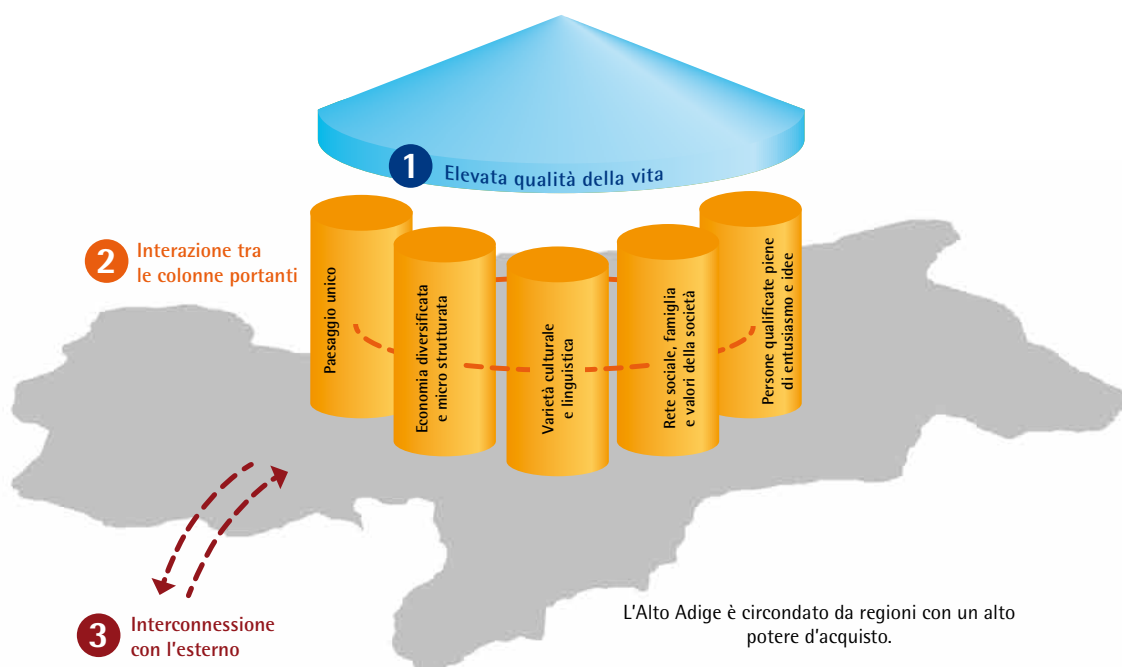 1
Elevata qualità della vita
2
Interazione tra
le colonne portanti
Paesaggio unico
Economia diversificata
e micro strutturata
Varietà culturale
e linguistica
Rete sociale, famiglia
e valori della società
Persone qualificate piene
di entusiasmo e idee
3
Interconnessione
con l'esterno
L'Alto Adige è circondato da regioni con un alto
potere d'acquisto.